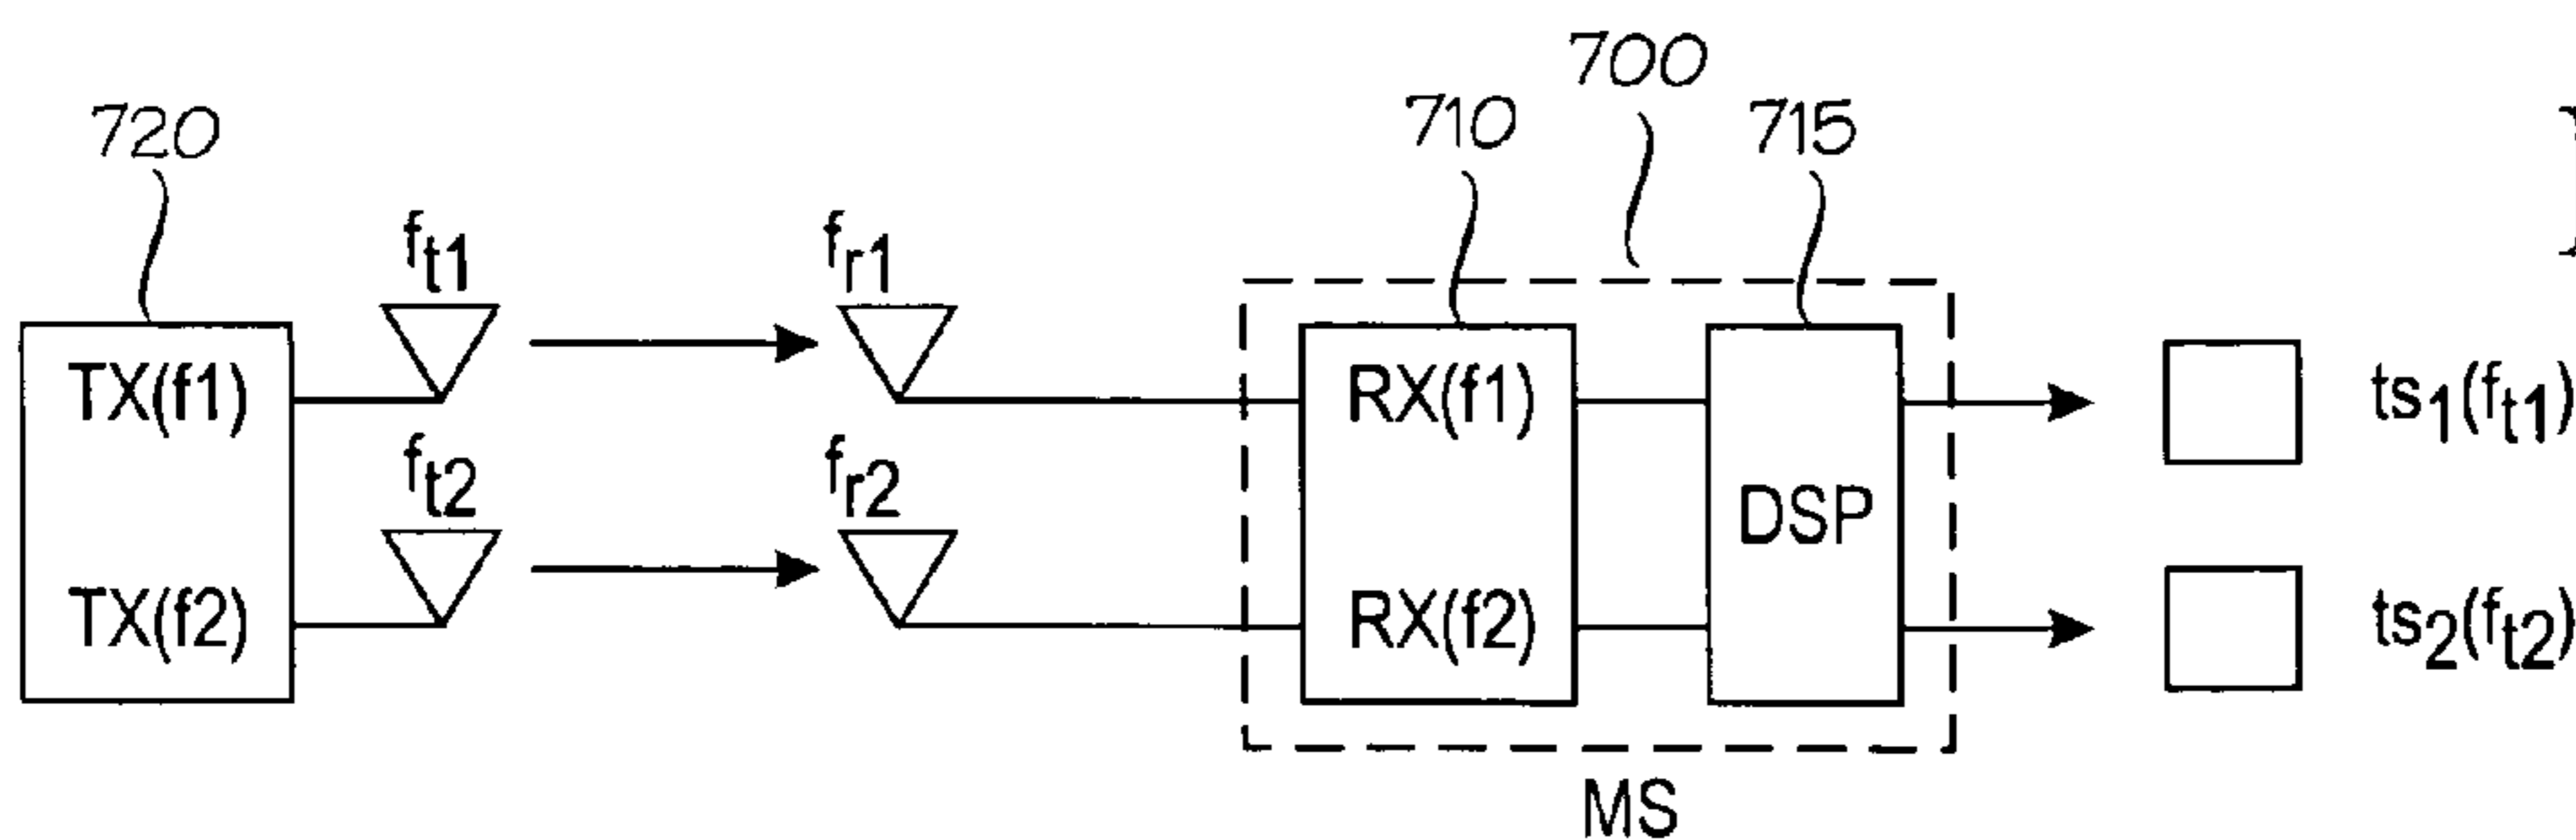 700
720
710
715
ft1
fr1
TX(f1)
RX(f1)
ts1(ft1)
ft2
fr2
DSP
TX(f2)
RX(f2)
ts2(ft2)
MS